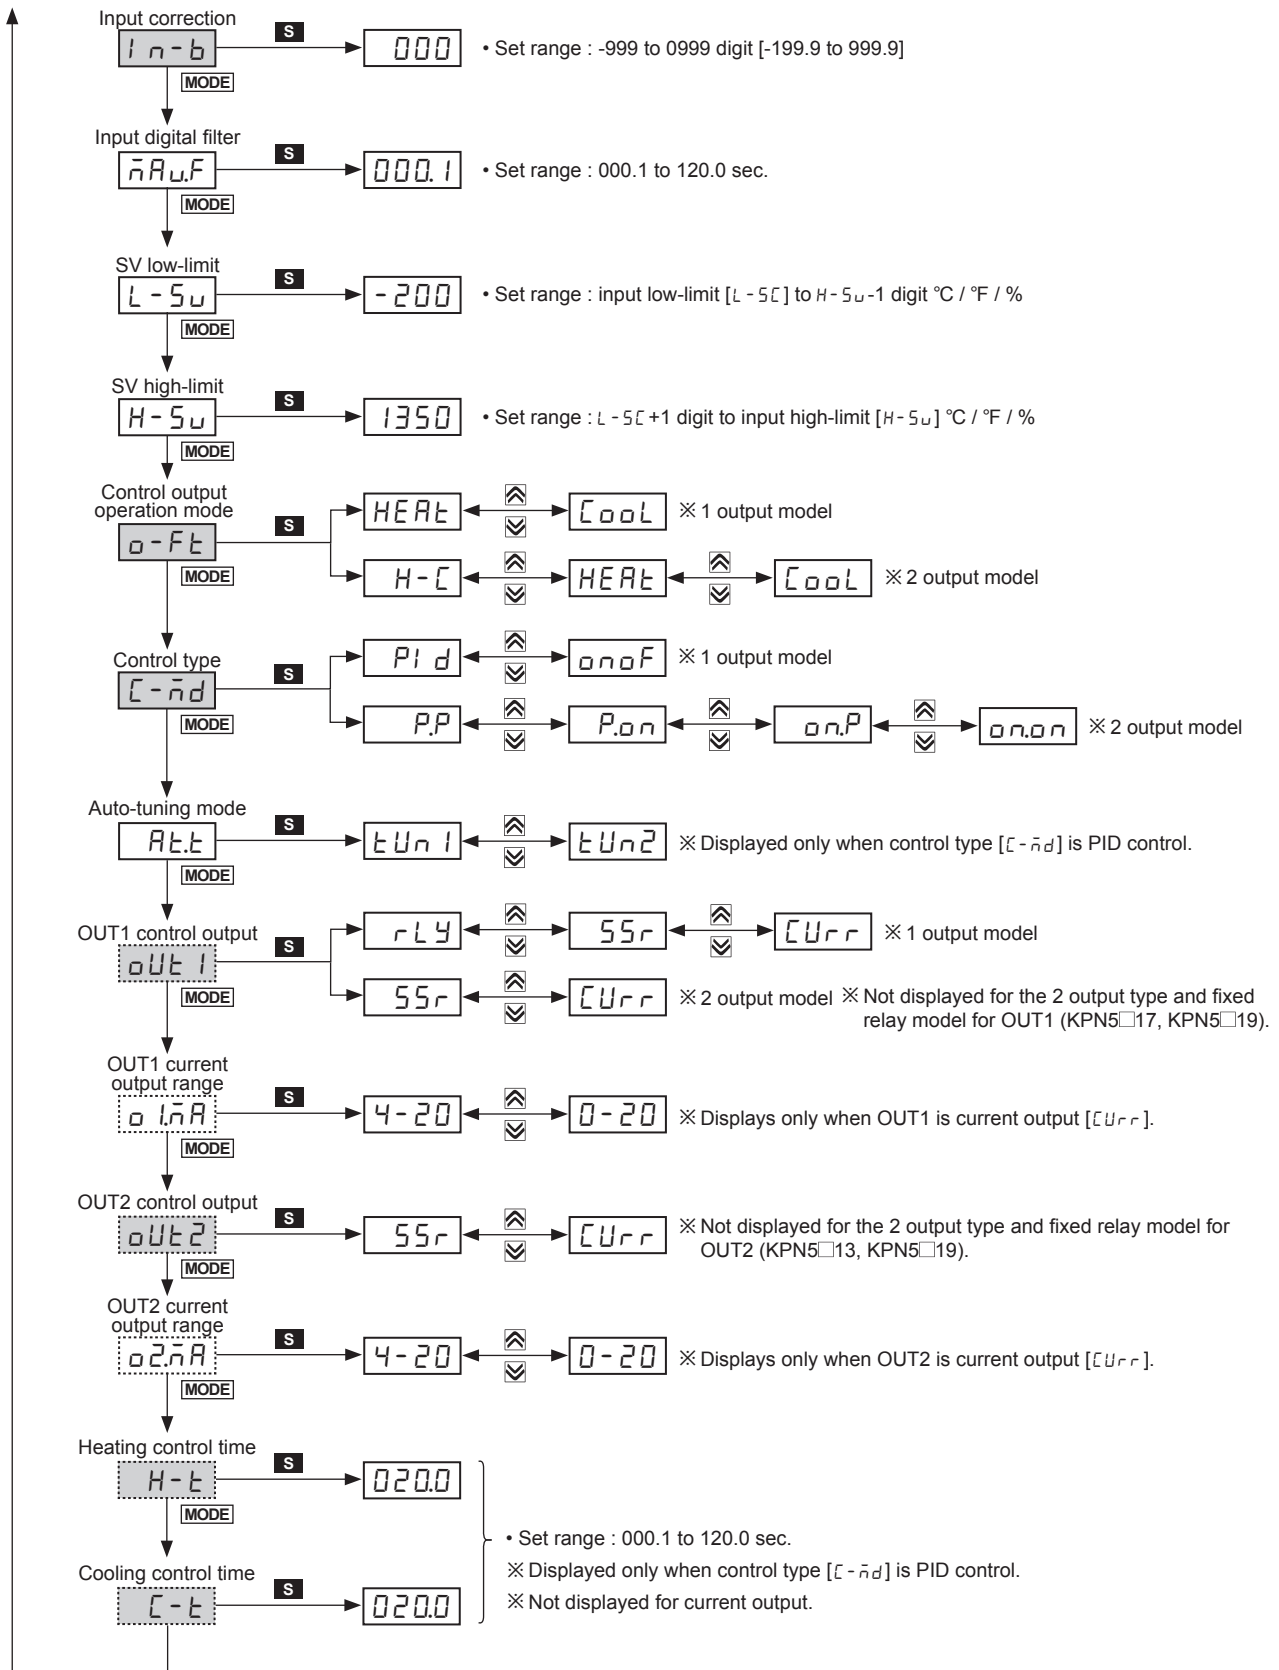 Input correction
In-b S 000 • Set range : -999 to 0999 digit [-199.9 to 999.9]
MODE
Input digital filter
mAu.F S 000.1 • Set range : 000.1 to 120.0 sec.
MODE
SV low-limit
L-Su S -200 • Set range : input low-limit [L-SC] to H-Su-1 digit °C / °F / %
MODE
SV high-limit
H-Su S 1350 • Set range : L-SC+1 digit to input high-limit [H-Su] °C / °F / %
MODE
Control output
operation mode
o-Ft S HEAt CooL ※ 1 output model
H-C HEAt CooL ※ 2 output model
MODE
Control type
C-md S PId onoF ※ 1 output model
P.P P.on on.P on.on ※ 2 output model
MODE
Auto-tuning mode
At.t S tUn1 tUn2 ※ Displayed only when control type [C-md] is PID control.
MODE
OUT1 control output
oUt1 S rLY SSr CUrr ※ 1 output model
SSr CUrr ※ 2 output model ※ Not displayed for the 2 output type and fixed
relay model for OUT1 (KPN5□17, KPN5□19).
MODE
OUT1 current
output range
o1.mA S 4-20 0-20 ※ Displays only when OUT1 is current output [CUrr].
MODE
OUT2 control output
oUt2 S SSr CUrr ※ Not displayed for the 2 output type and fixed relay model for
OUT2 (KPN5□13, KPN5□19).
MODE
OUT2 current
output range
o2.mA S 4-20 0-20 ※ Displays only when OUT2 is current output [CUrr].
MODE
Heating control time
H-t S 020.0
MODE
• Set range : 000.1 to 120.0 sec.
※ Displayed only when control type [C-md] is PID control.
※ Not displayed for current output.
Cooling control time
C-t S 020.0